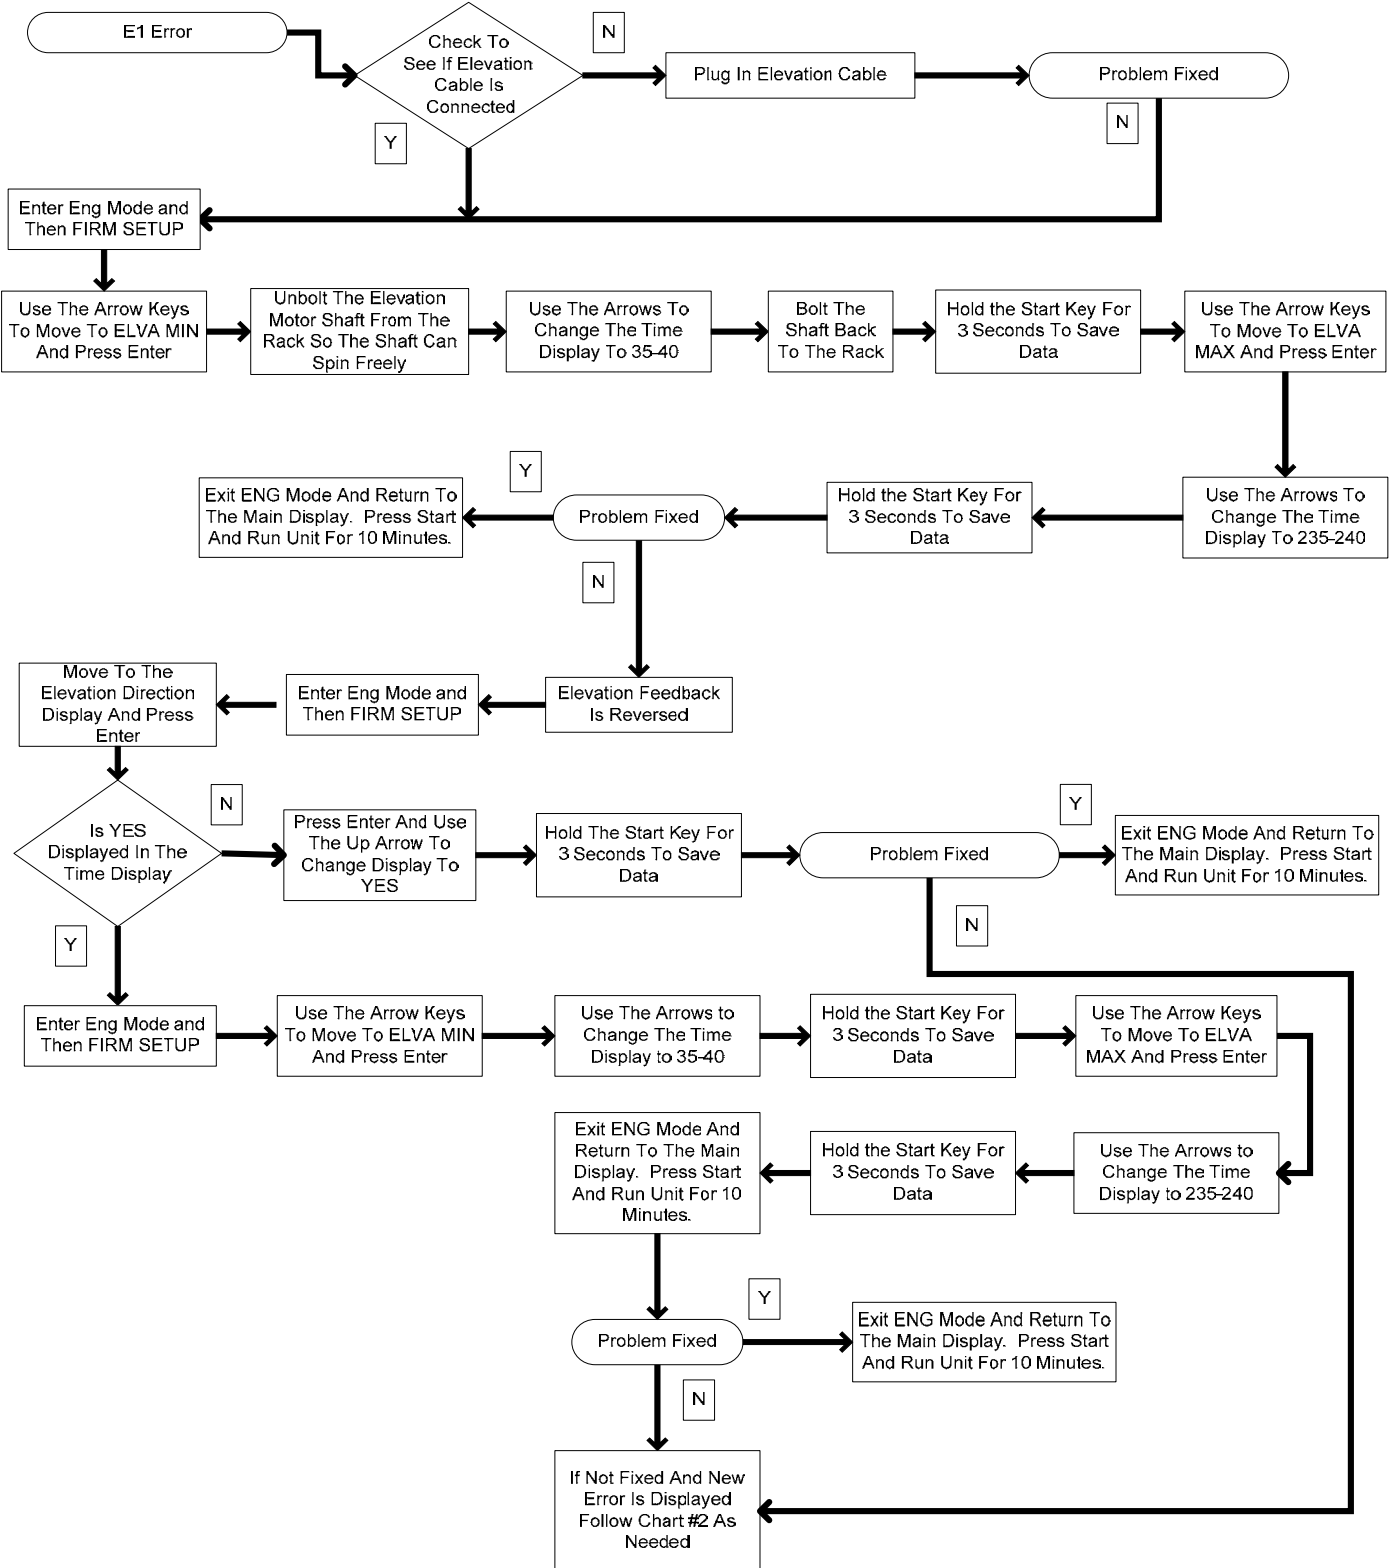 E1 Error
Check To
See If Elevation
Cable Is
Connected
N
Plug In Elevation Cable
Problem Fixed
Y
N
Enter Eng Mode and
Then FIRM SETUP
Use The Arrow Keys
To Move To ELVA MIN
And Press Enter
Unbolt The Elevation
Motor Shaft From The
Rack So The Shaft Can
Spin Freely
Use The Arrows To
Change The Time
Display To 35-40
Bolt The
Shaft Back
To The Rack
Hold the Start Key For
3 Seconds To Save
Data
Use The Arrow Keys
To Move To ELVA
MAX And Press Enter
Use The Arrows To
Change The Time
Display To 235-240
Hold the Start Key For
3 Seconds To Save
Data
Problem Fixed
Y
Exit ENG Mode And Return To
The Main Display. Press Start
And Run Unit For 10 Minutes.
N
Elevation Feedback
Is Reversed
Enter Eng Mode and
Then FIRM SETUP
Move To The
Elevation Direction
Display And Press
Enter
Is YES
Displayed In The
Time Display
N
Press Enter And Use
The Up Arrow To
Change Display To
YES
Hold The Start Key For
3 Seconds To Save
Data
Problem Fixed
Y
Exit ENG Mode And Return To
The Main Display. Press Start
And Run Unit For 10 Minutes.
N
Y
Enter Eng Mode and
Then FIRM SETUP
Use The Arrow Keys
To Move To ELVA MIN
And Press Enter
Use The Arrows to
Change The Time
Display to 35-40
Hold the Start Key For
3 Seconds To Save
Data
Use The Arrow Keys
To Move To ELVA
MAX And Press Enter
Use The Arrows to
Change The Time
Display to 235-240
Hold the Start Key For
3 Seconds To Save
Data
Exit ENG Mode And
Return To The Main
Display. Press Start
And Run Unit For 10
Minutes.
Problem Fixed
Y
Exit ENG Mode And Return To
The Main Display. Press Start
And Run Unit For 10 Minutes.
N
If Not Fixed And New
Error Is Displayed
Follow Chart #2 As
Needed